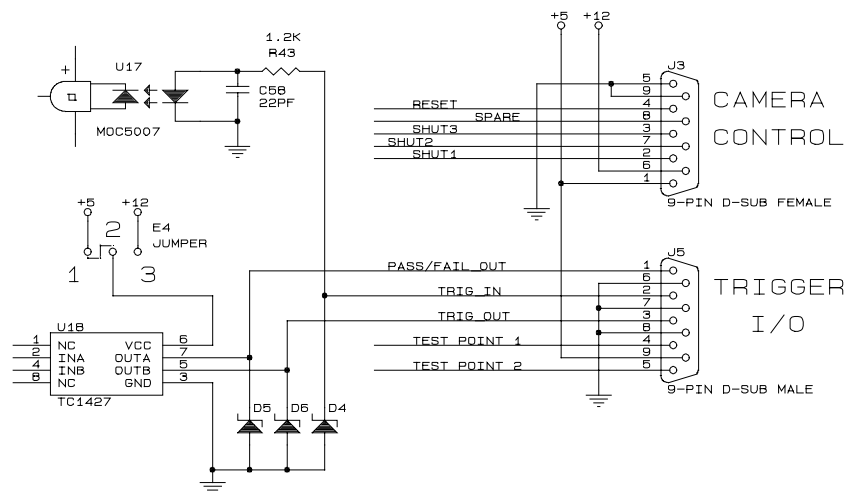 +5 +12
1.2K
R43
U17
+
C58
22PF
MOC5007
J3
5
9
4
8
3
7
2
6
1
RESET
SPARE
SHUT3
SHUT2
SHUT1
CAMERA
CONTROL
9-PIN D-SUB FEMALE
+5 +12
2
E4
JUMPER
1 3
J5
PASS/FAIL_OUT 1
6
TRIG_IN 2
7
TRIG_OUT 3
8
TEST POINT 1 4
9
TEST POINT 2 5
TRIGGER
I/O
9-PIN D-SUB MALE
U18
1 NC VCC 6
2 INA OUTA 7
4 INB OUTB 5
8 NC GND 3
TC1427
D5 D6 D4